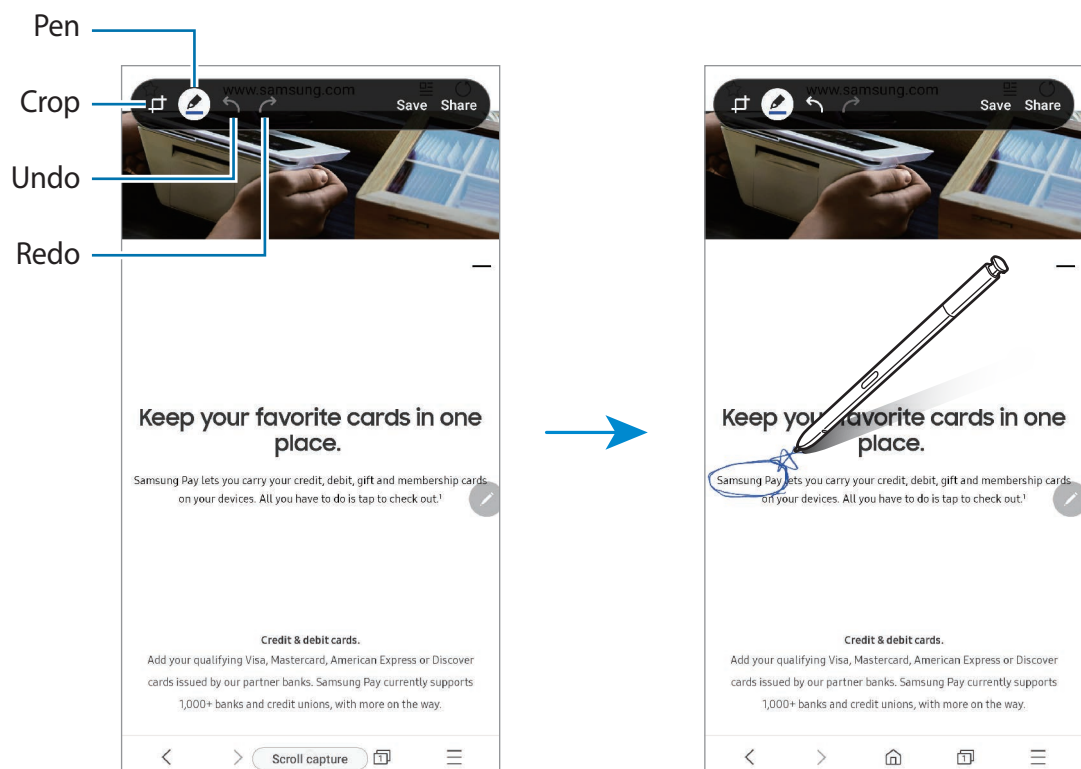 Pen
Crop
Undo
Redo
www.samsung.com
Save Share
Keep your favorite cards in one
place.
Samsung Pay lets you carry your credit, debit, gift and membership cards
on your devices. All you have to do is tap to check out.¹
Credit & debit cards.
Add your qualifying Visa, Mastercard, American Express or Discover
cards issued by our partner banks. Samsung Pay currently supports
1,000+ banks and credit unions, with more on the way.
Scroll capture
1
www.samsung.com
Save Share
Keep your favorite cards in one
place.
Samsung Pay lets you carry your credit, debit, gift and membership cards
on your devices. All you have to do is tap to check out.¹
Credit & debit cards.
Add your qualifying Visa, Mastercard, American Express or Discover
cards issued by our partner banks. Samsung Pay currently supports
1,000+ banks and credit unions, with more on the way.
1